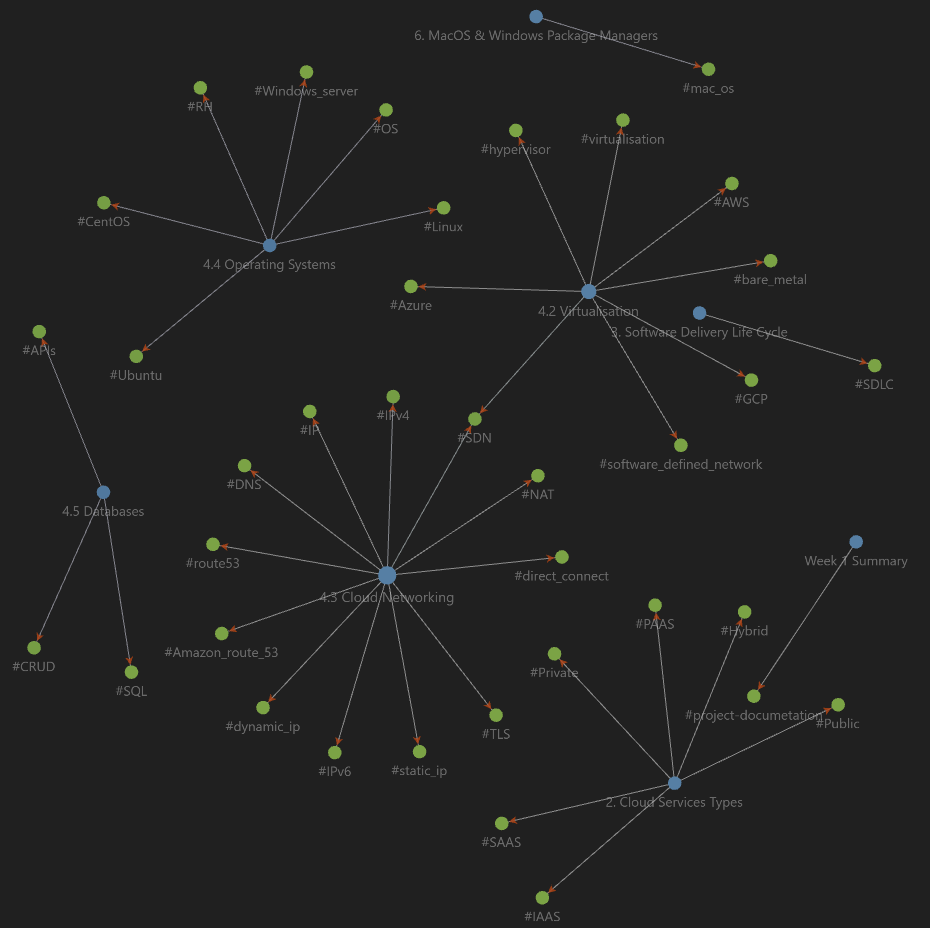 6. MacOS & Windows Package Managers
#mac_os
#Windows_server
#RH
#OS
#virtualisation
#hypervisor
#AWS
#CentOS
#Linux
4.4 Operating Systems
#bare_metal
#Azure
4.2 Virtualisation
3. Software Delivery Life Cycle
#APIs
#Ubuntu
#SDLC
#GCP
#IPv4
#IP
#SDN
#software_defined_network
#DNS
#NAT
4.5 Databases
#route53
#direct_connect
Week 1 Summary
4.3 Cloud Networking
#PAAS
#Hybrid
#Amazon_route_53
#CRUD
#Private
#SQL
#project-documetation
#Public
#dynamic_ip
#TLS
#IPv6
#static_ip
2. Cloud Services Types
#SAAS
#IAAS